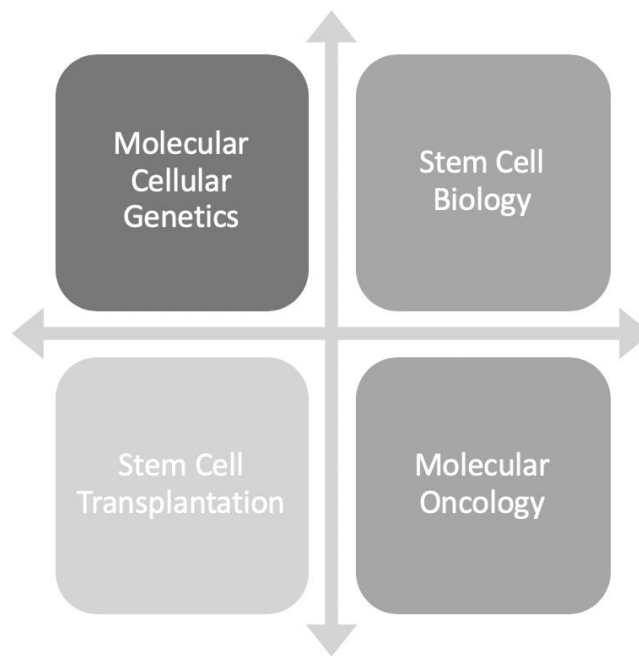 Molecular
Cellular
Genetics
Stem Cell
Biology
Stem Cell
Transplantation
Molecular
Oncology